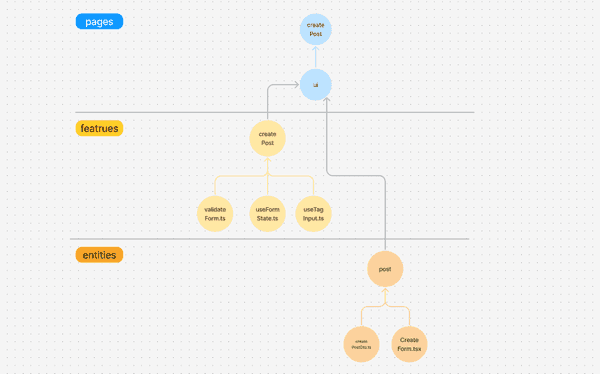 pages
create
Post
ui
featrues
create
Post
validate
Form.ts
useForm
State.ts
useTag
Input.ts
entities
post
create
PostDto.ts
Create
Form.tsx